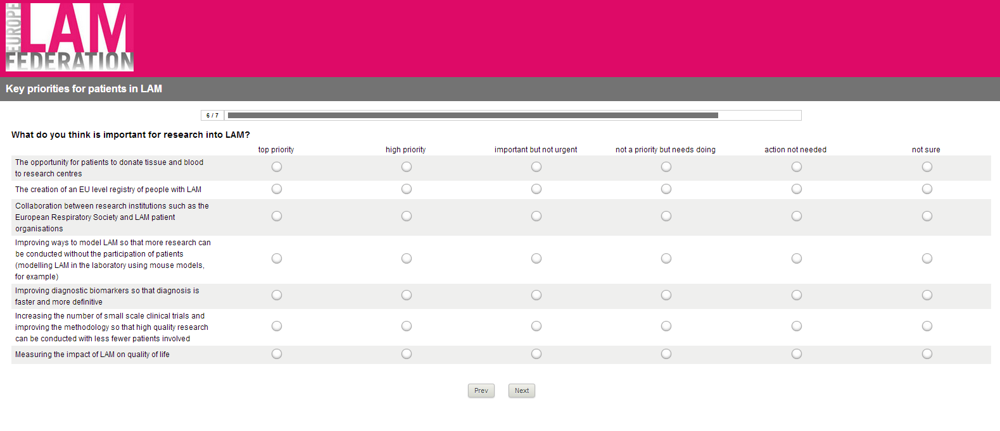 EUROPE
LAM
FEDERATION
Key priorities for patients in LAM
6 / 7
What do you think is important for research into LAM?
top priority high priority important but not urgent not a priority but needs doing action not needed not sure
The opportunity for patients to donate tissue and blood
to research centres
The creation of an EU level registry of people with LAM
Collaboration between research institutions such as the
European Respiratory Society and LAM patient
organisations
Improving ways to model LAM so that more research can
be conducted without the participation of patients
(modelling LAM in the laboratory using mouse models,
for example)
Improving diagnostic biomarkers so that diagnosis is
faster and more definitive
Increasing the number of small scale clinical trials and
improving the methodology so that high quality research
can be conducted with less fewer patients involved
Measuring the impact of LAM on quality of life
Prev Next